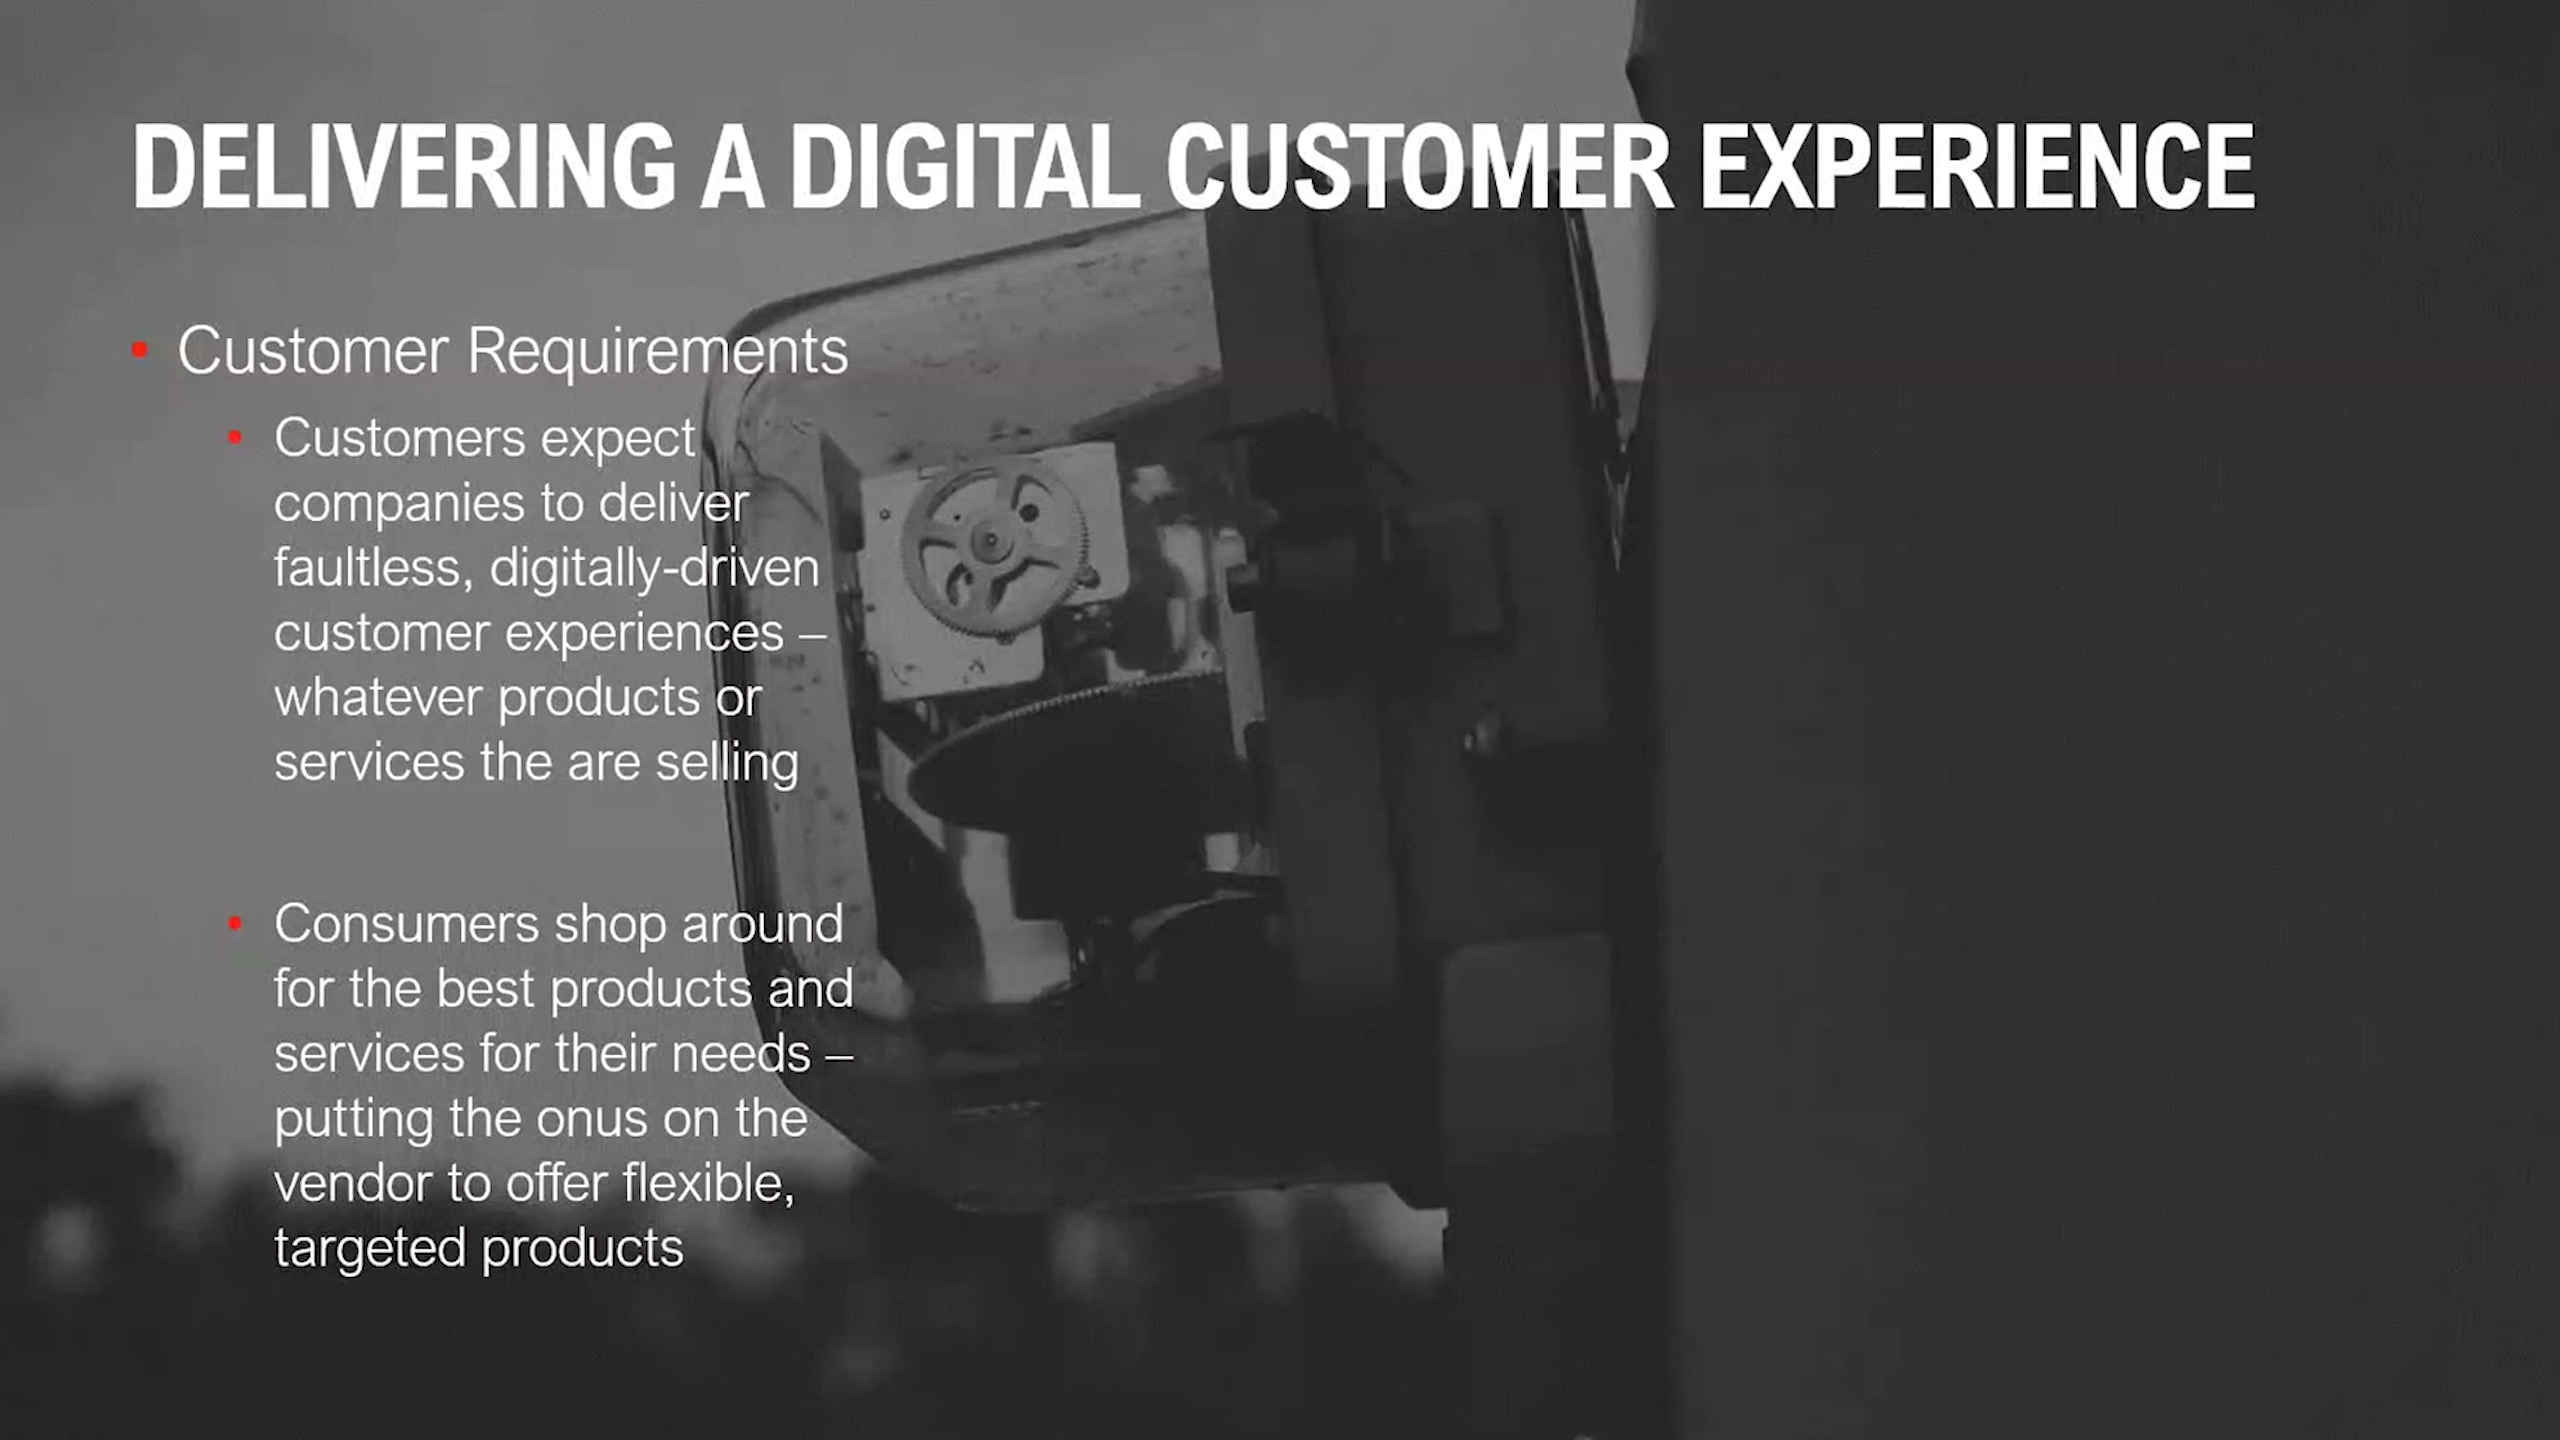 DELIVERING A DIGITAL CUSTOMER EXPERIENCE
• Customer Requirements
• Customers expect
companies to deliver
faultless, digitally-driven
customer experiences –
whatever products or
services the are selling
• Consumers shop around
for the best products and
services for their needs –
putting the onus on the
vendor to offer flexible,
targeted products